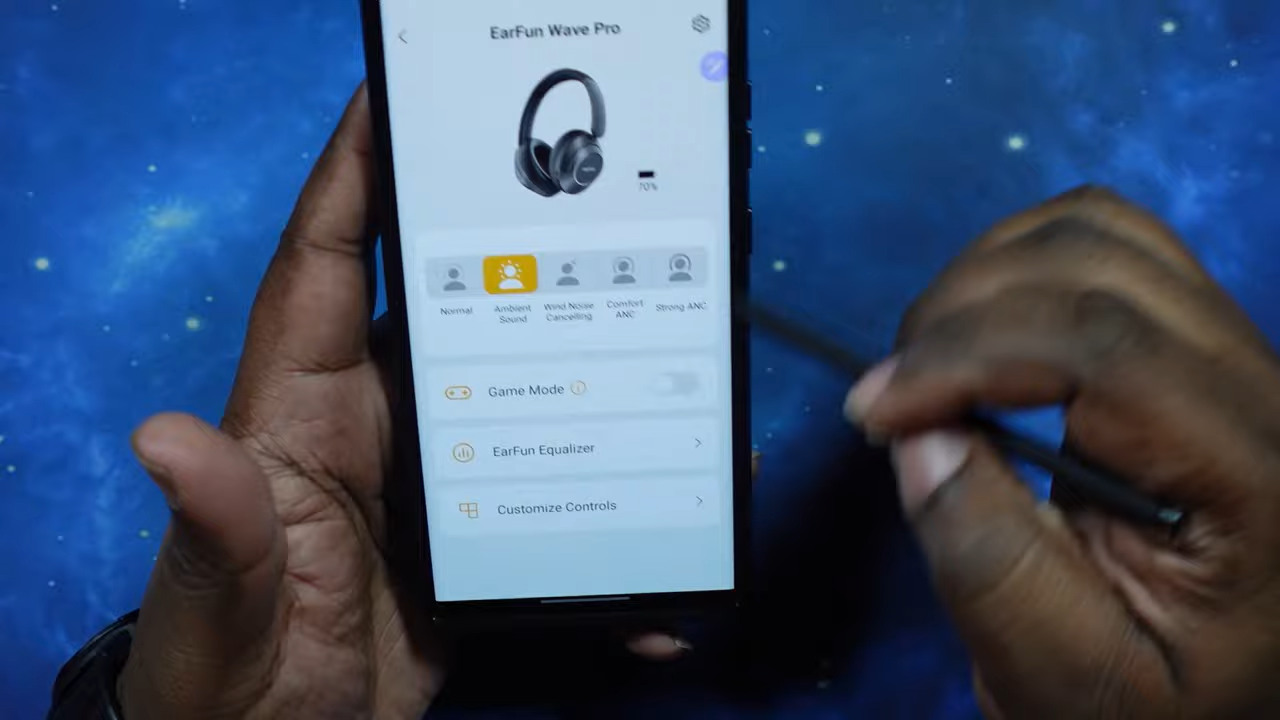 EarFun Wave Pro
70%
Normal
Ambient
Sound
Wind Noise
Cancelling
Comfort
ANC
Strong ANC
Game Mode
EarFun Equalizer
Customize Controls